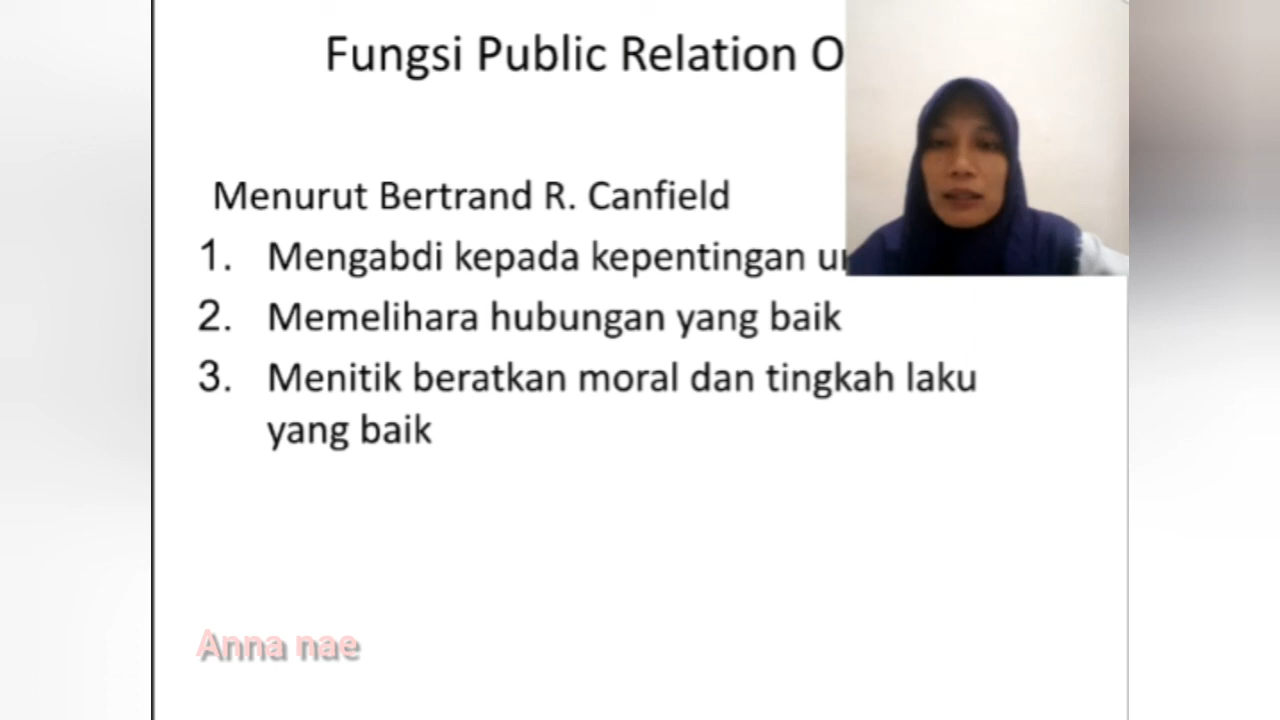 Fungsi Public Relation O
Menurut Bertrand R. Canfield
1. Mengabdi kepada kepentingan
2. Memelihara hubungan yang baik
3. Menitik beratkan moral dan tingkah laku
yang baik
Anna nae